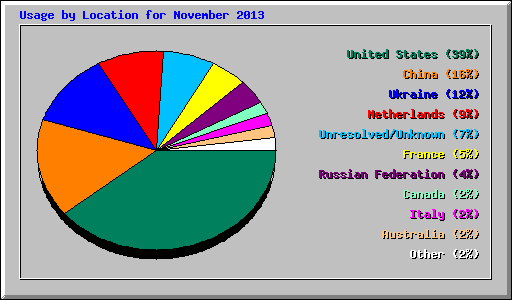 Usage by Location for November 2013
United States (39%)
China (16%)
Ukraine (12%)
Netherlands (9%)
Unresolved/Unknown (7%)
France (5%)
Russian Federation (4%)
Canada (2%)
Italy (2%)
Australia (2%)
Other (2%)